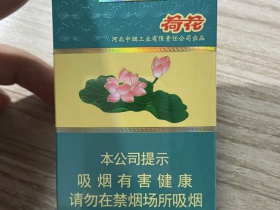 荷花
河北中烟工业有限责任公司出品
本公司提示
吸烟有害健康
请勿在禁烟场所吸烟